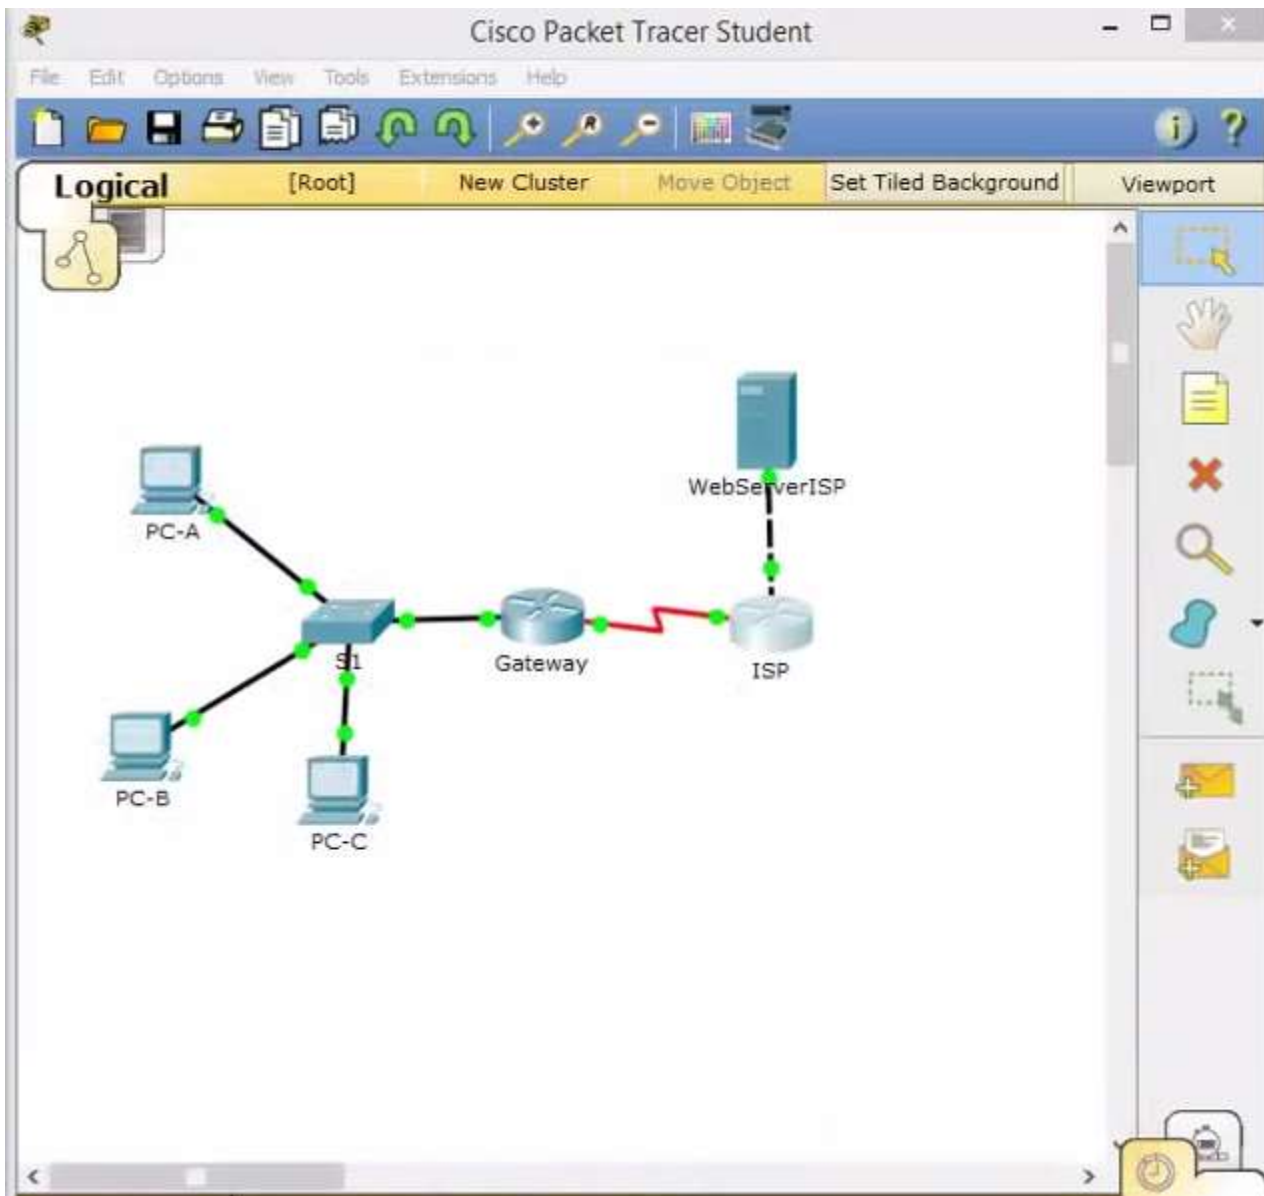 Cisco Packet Tracer Student
File Edit Options View Tools Extensions Help
i ?
R
Logical [Root] New Cluster Move Object Set Tiled Background Viewport
WebServerISP
PC-A
S1
Gateway
ISP
PC-B
PC-C